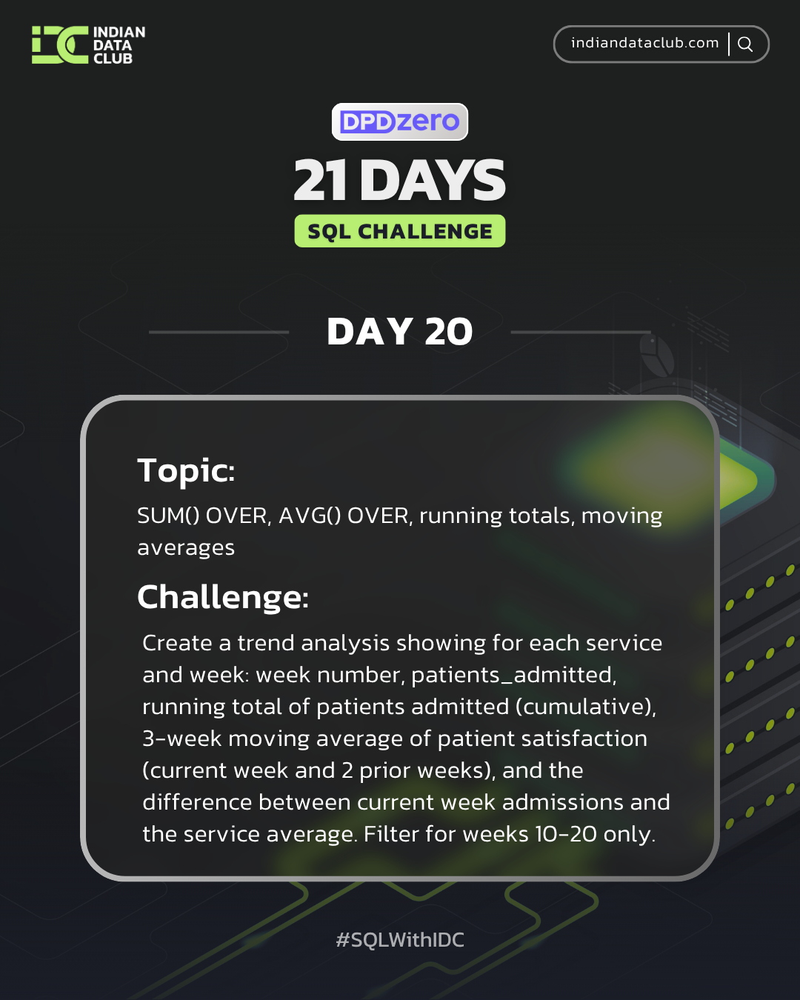 INDIAN
DATA
CLUB
indiandataclub.com
DPDzero
21 DAYS
SQL CHALLENGE
DAY 20
Topic:
SUM() OVER, AVG() OVER, running totals, moving
averages
Challenge:
Create a trend analysis showing for each service
and week: week number, patients_admitted,
running total of patients admitted (cumulative),
3-week moving average of patient satisfaction
(current week and 2 prior weeks), and the
difference between current week admissions and
the service average. Filter for weeks 10-20 only.
#SQLWithIDC